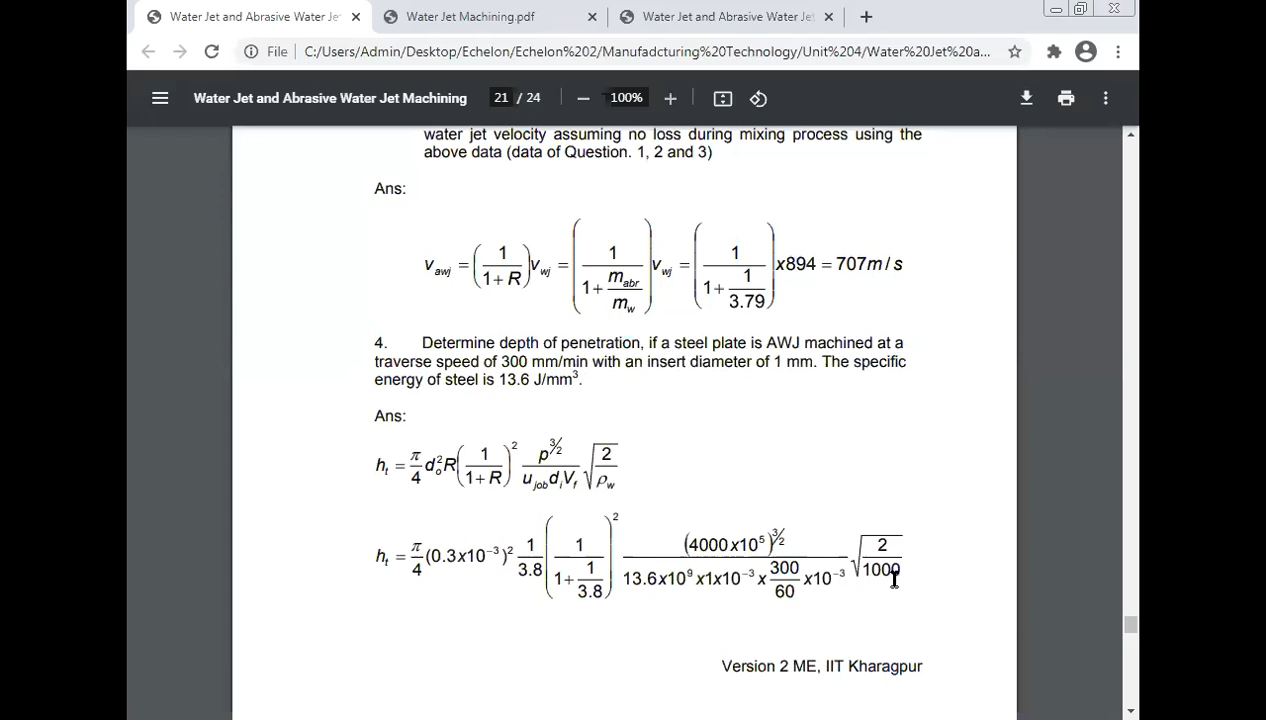 Water Jet and Abrasive Water Jet
Water Jet Machining.pdf
Water Jet and Abrasive Water Jet
File C:/Users/Admin/Desktop/Echelon/Echelon%202/Manufadcturing%20Technology/Unit%204/Water%20Jet%20a...
Water Jet and Abrasive Water Jet Machining 21 / 24 100%
water jet velocity assuming no loss during mixing process using the
above data (data of Question. 1, 2 and 3)
Ans:
v_awj = (1/(1+R)) v_wj = (1/(1+m_abr/m_w)) v_wj = (1/(1+1/3.79)) x894 = 707m/s
4. Determine depth of penetration, if a steel plate is AWJ machined at a
traverse speed of 300 mm/min with an insert diameter of 1 mm. The specific
energy of steel is 13.6 J/mm³.
Ans:
h_t = π/4 d_o² R (1/(1+R))² p^(3/2)/(u_job d_i V_f) √(2/ρ_w)
h_t = π/4 (0.3x10⁻³)² 1/3.8 (1/(1+1/3.8))² (4000x10⁵)^(3/2)/(13.6x10⁹x1x10⁻³x 300/60 x10⁻³) √(2/1000)
Version 2 ME, IIT Kharagpur